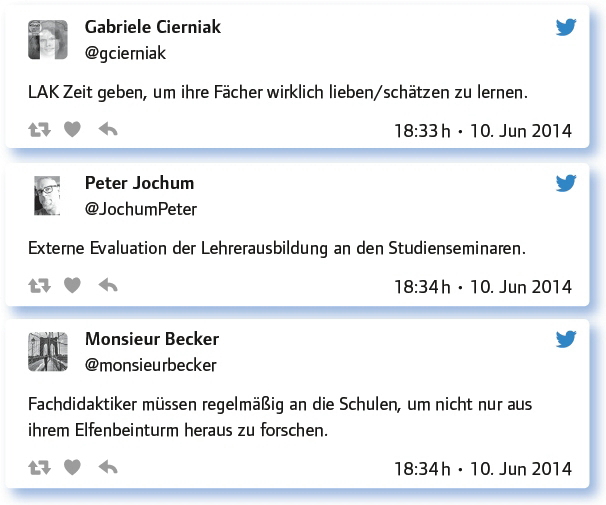 Gabriele Cierniak
@gcierniak
LAK Zeit geben, um ihre Fächer wirklich lieben/schätzen zu lernen.
18:33 h · 10. Jun 2014
Peter Jochum
@JochumPeter
Externe Evaluation der Lehrerausbildung an den Studienseminaren.
18:34 h · 10. Jun 2014
Monsieur Becker
@monsieurbecker
Fachdidaktiker müssen regelmäßig an die Schulen, um nicht nur aus
ihrem Elfenbeinturm heraus zu forschen.
18:34 h · 10. Jun 2014